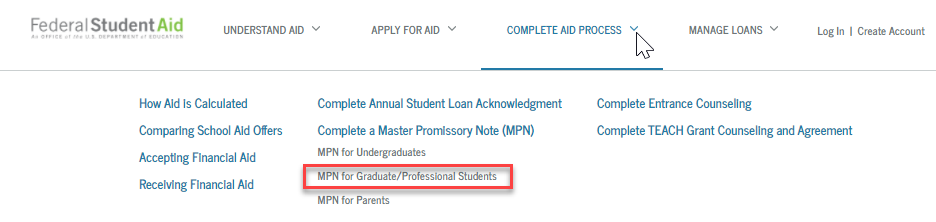 Federal Student Aid
An OFFICE of the U.S. DEPARTMENT of EDUCATION
UNDERSTAND AID
APPLY FOR AID
COMPLETE AID PROCESS
MANAGE LOANS
Log In | Create Account
How Aid is Calculated
Comparing School Aid Offers
Accepting Financial Aid
Receiving Financial Aid
Complete Annual Student Loan Acknowledgment
Complete a Master Promissory Note (MPN)
MPN for Undergraduates
MPN for Graduate/Professional Students
MPN for Parents
Complete Entrance Counseling
Complete TEACH Grant Counseling and Agreement